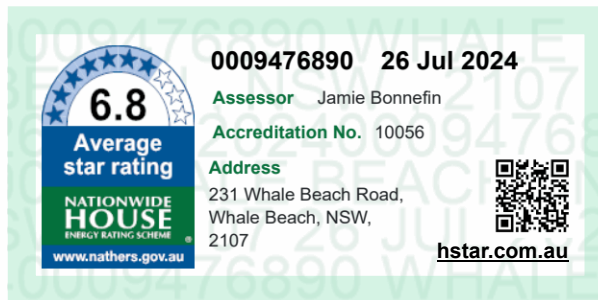 0009476890 26 Jul 2024
6.8
Average
star rating
NATIONWIDE
HOUSE
ENERGY RATING SCHEME
®
www.nathers.gov.au
Assessor Jamie Bonnefin
Accreditation No. 10056
Address
231 Whale Beach Road,
Whale Beach, NSW,
2107
hstar.com.au